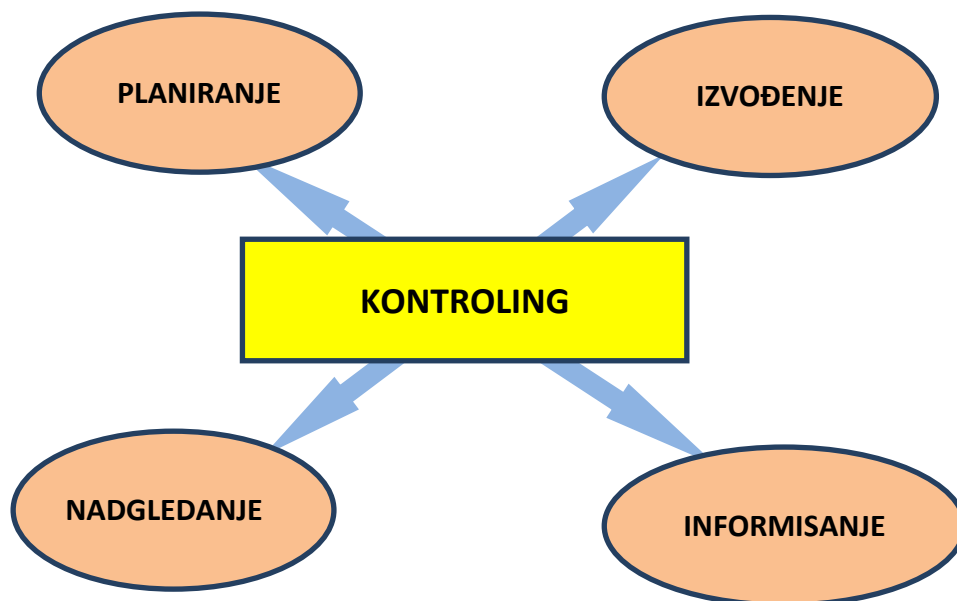 PLANIRANJE
IZVOĐENJE
KONTROLING
NADGLEDANJE
INFORMISANJE